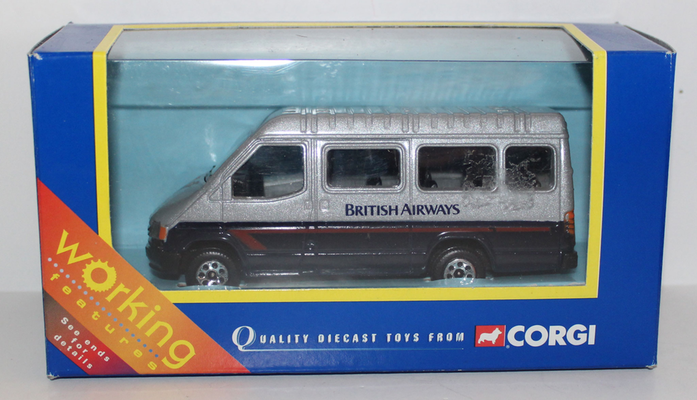 BRITISH AIRWAYS
working
features
See ends
for
details
QUALITY DIECAST TOYS FROM CORGI